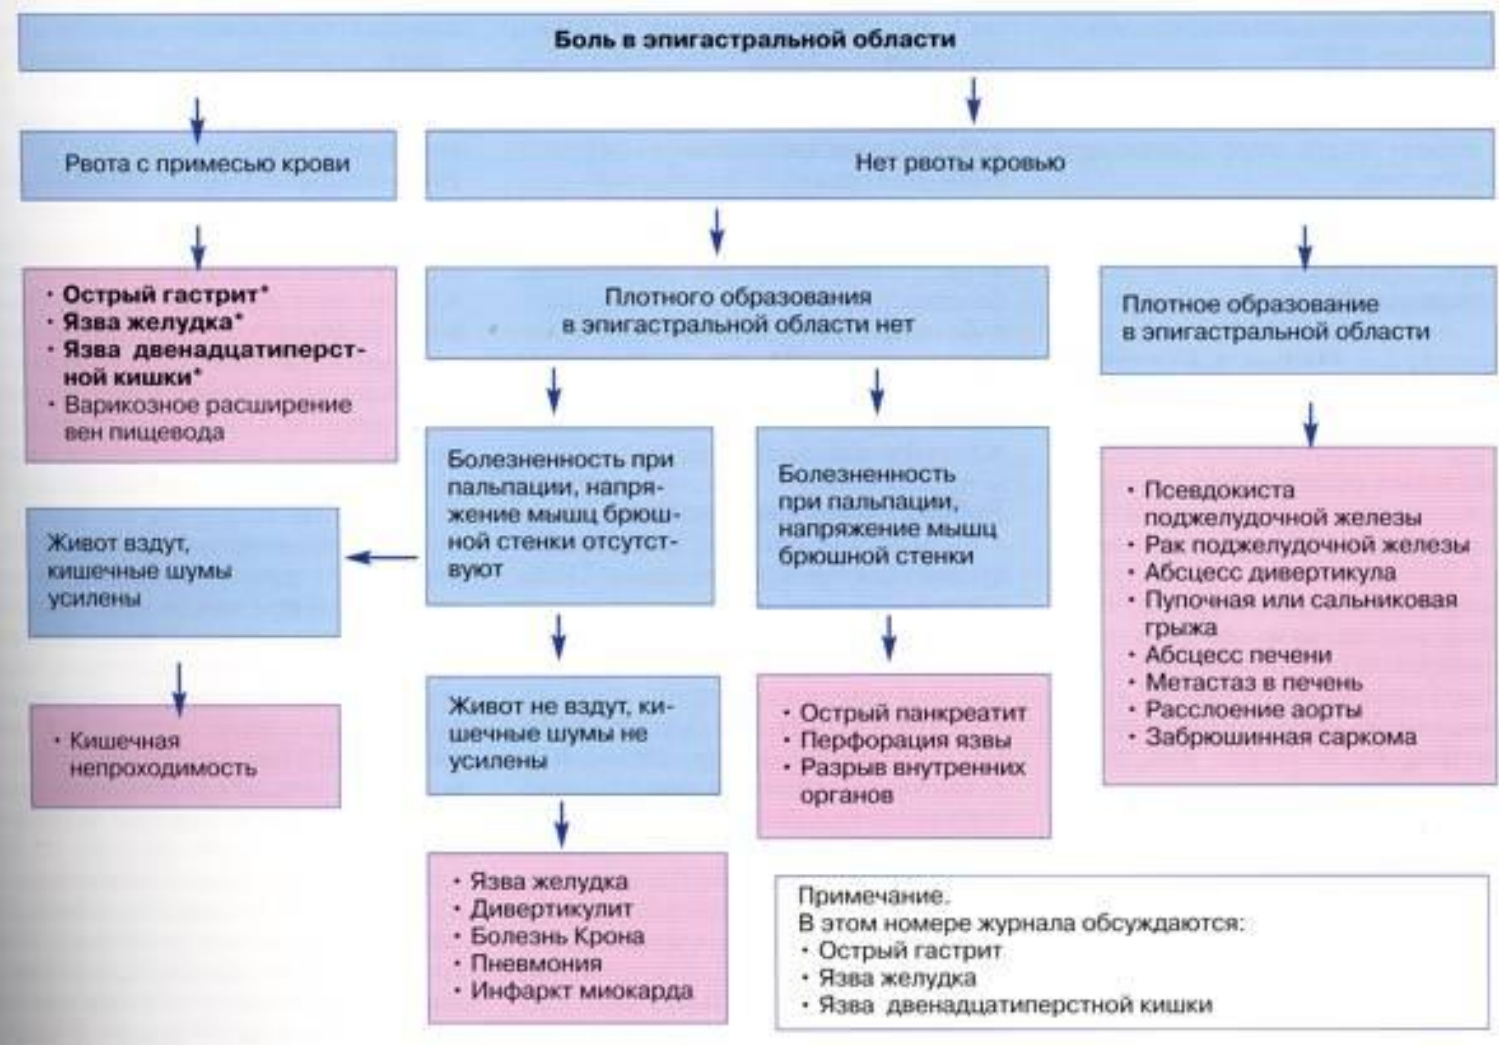 Боль в эпигастральной области
Рвота с примесью крови
Нет рвоты кровью
· Острый гастрит*
· Язва желудка*
· Язва двенадцатиперст-
ной кишки*
· Варикозное расширение
вен пищевода
Плотного образования
в эпигастральной области нет
Плотное образование
в эпигастральной области
Живот вздут,
кишечные шумы
усилены
Болезненность при
пальпации, напря-
жение мышц брюш-
ной стенки отсутст-
вуют
Болезненность
при пальпации,
напряжение мышц
брюшной стенки
· Псевдокиста
поджелудочной железы
· Рак поджелудочной железы
· Абсцесс дивертикула
· Пупочная или сальниковая
грыжа
· Абсцесс печени
· Метастаз в печень
· Расслоение аорты
· Забрюшинная саркома
· Кишечная
непроходимость
Живот не вздут, ки-
шечные шумы не
усилены
· Острый панкреатит
· Перфорация язвы
· Разрыв внутренних
органов
· Язва желудка
· Дивертикулит
· Болезнь Крона
· Пневмония
· Инфаркт миокарда
Примечание.
В этом номере журнала обсуждаются:
· Острый гастрит
· Язва желудка
· Язва двенадцатиперстной кишки